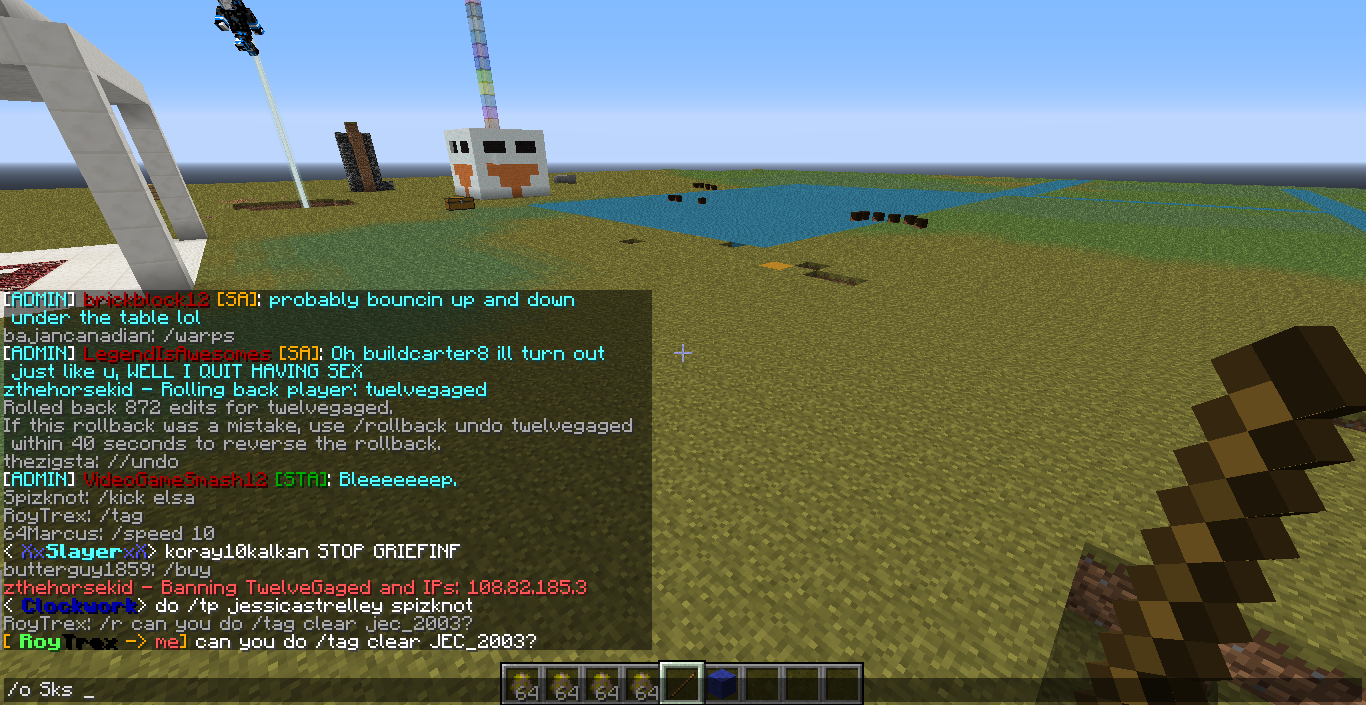 [ADMIN] brickblock12 [SA]: probably bouncin up and down
under the table lol
bajancanadian: /warps
[ADMIN] LegendIsAwesomes [SA]: Oh buildcarter8 ill turn out
just like u, WELL I QUIT HAVING SEX
zthehorsekid - Rolling back player: twelvegaged
Rolled back 872 edits for twelvegaged.
If this rollback was a mistake, use /rollback undo twelvegaged
within 40 seconds to reverse the rollback.
thezigsta: //undo
[ADMIN] VideoGameSmash12 [STA]: Bleeeeeeep.
Spizknot: /kick elsa
RoyTrex: /tag
64Marcus: /speed 10
< XxSlayerxX> koray10kalkan STOP GRIEFINF
butterguy1859: /buy
zthehorsekid - Banning TwelveGaged and IPs: 108.82.185.3
< Clockwork> do /tp jessicastrelley spizknot
RoyTrex: /r can you do /tag clear jec_2003?
[ RoyTrex -> me] can you do /tag clear JEC_2003?
/o Sks _
64 64 64 64